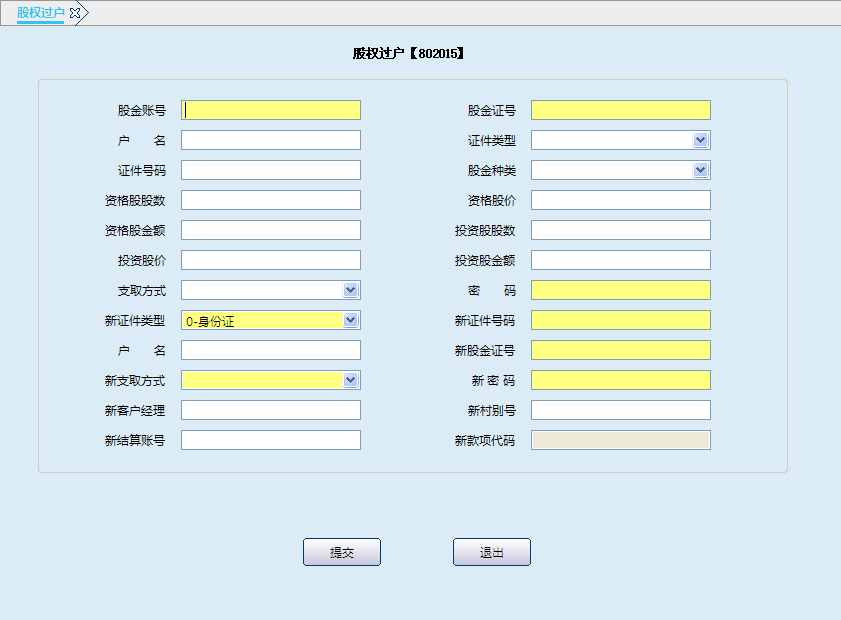 股权过户
股权过户【802015】
股金账号 股金证号
户 名 证件类型
证件号码 股金种类
资格股股数 资格股价
资格股金额 投资股股数
投资股价 投资股金额
支取方式 密 码
新证件类型 0-身份证 新证件号码
户 名 新股金证号
新支取方式 新 密 码
新客户经理 新村别号
新结算账号 新款项代码
提交 退出